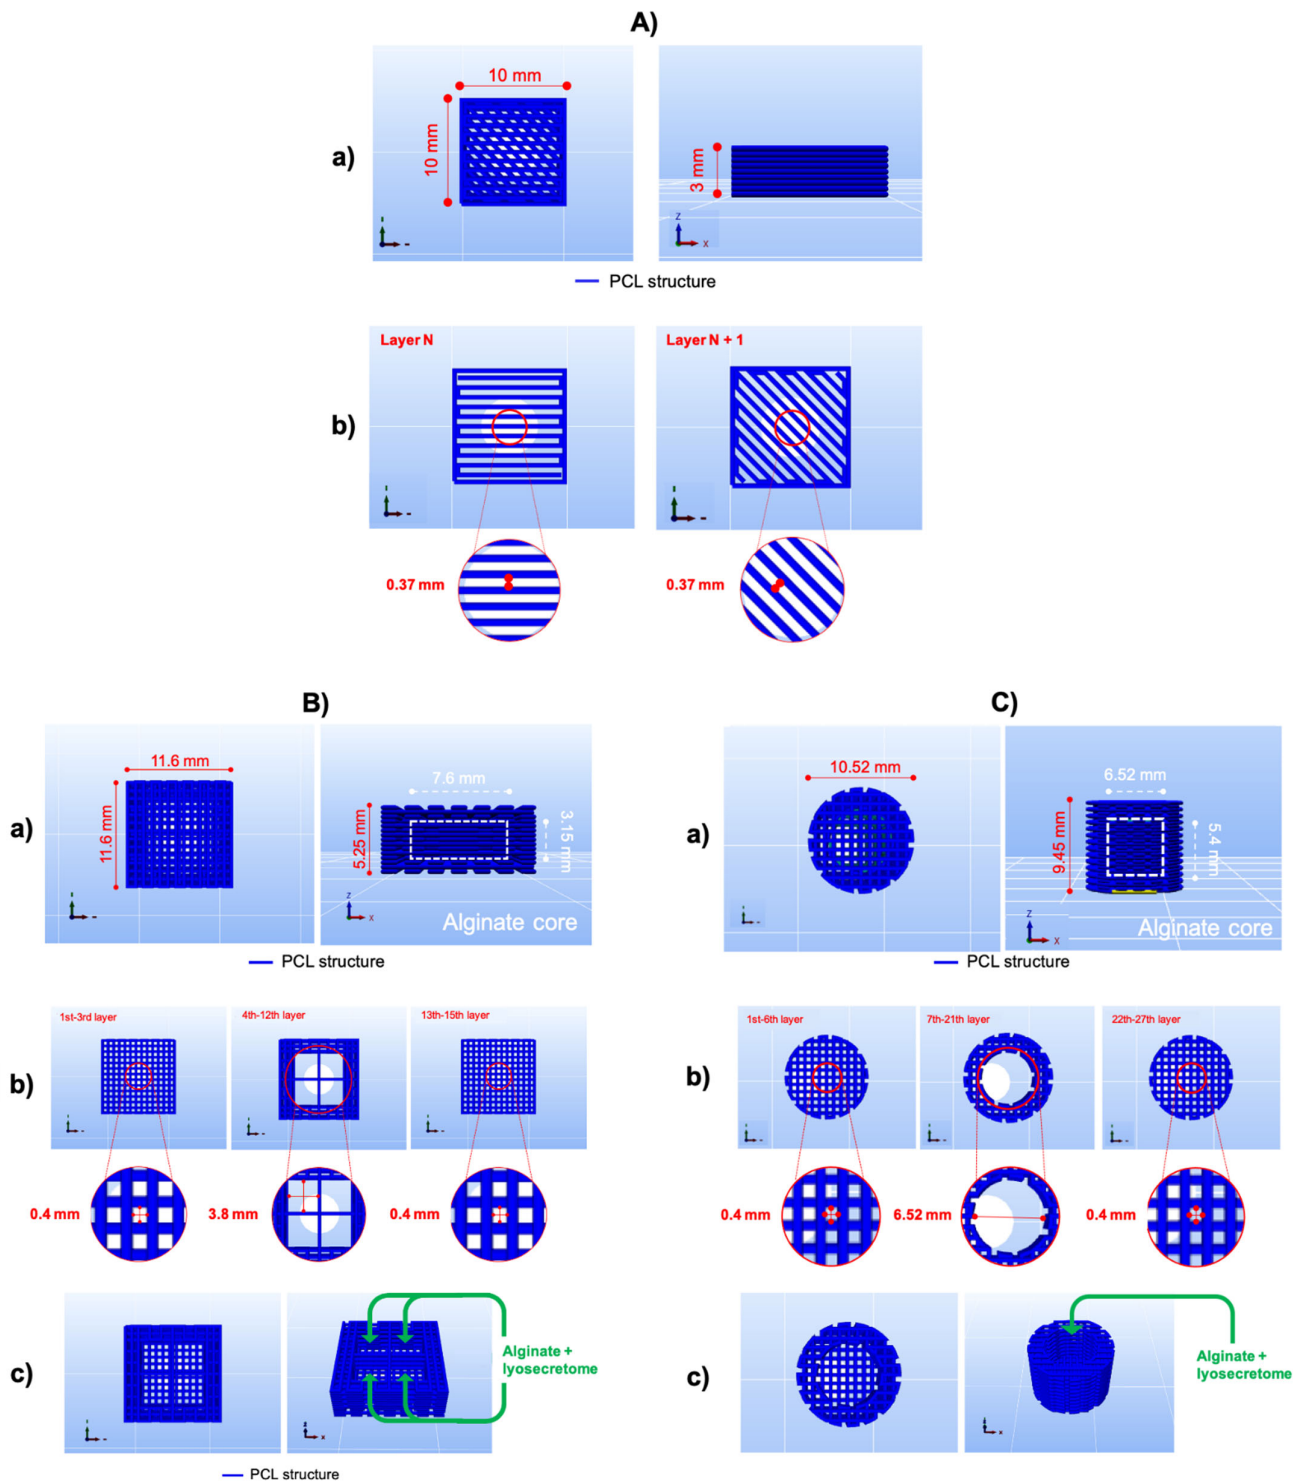 A)
a)
10 mm
10 mm
3 mm
Z
X
PCL structure
b)
Layer N
Layer N + 1
0.37 mm
0.37 mm
B)
a)
11.6 mm
11.6 mm
7.6 mm
5.25 mm
3.15 mm
Z
X
Alginate core
PCL structure
b)
1st-3rd layer
4th-12th layer
13th-15th layer
0.4 mm
3.8 mm
0.4 mm
c)
Alginate +
lyosecretome
z
x
PCL structure
C)
a)
10.52 mm
6.52 mm
9.45 mm
5.4 mm
Z
X
Alginate core
PCL structure
b)
1st-6th layer
7th-21th layer
22th-27th layer
0.4 mm
6.52 mm
0.4 mm
c)
Alginate +
lyosecretome